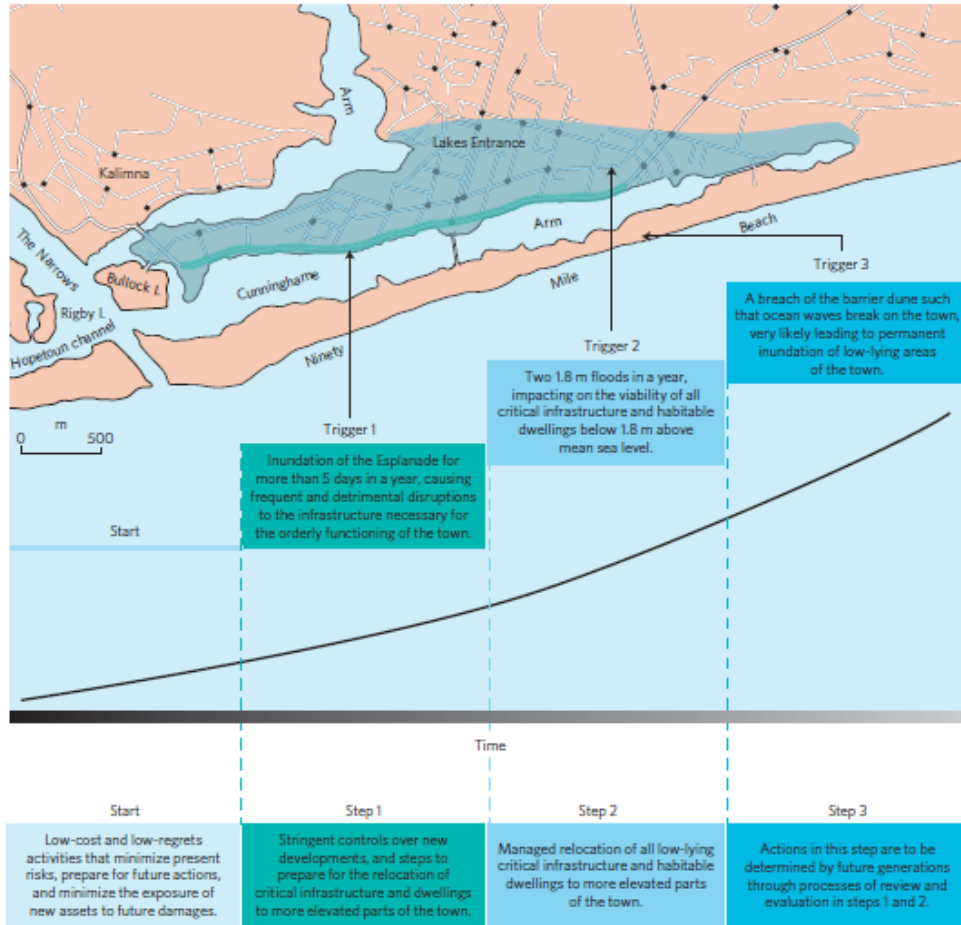 Arm
Lakes Entrance
Kalimna
The Narrows
Bullock I.
Rigby I.
Hopetoun channel
Cunninghame
Arm
Ninety
Mile
Beach
m
0 500
Trigger 3
A breach of the barrier dune such
that ocean waves break on the town,
very likely leading to permanent
inundation of low-lying areas
of the town.
Trigger 2
Two 1.8 m floods in a year,
impacting on the viability of all
critical infrastructure and habitable
dwellings below 1.8 m above
mean sea level.
Trigger 1
Inundation of the Esplanade for
more than 5 days in a year, causing
frequent and detrimental disruptions
to the infrastructure necessary for
the orderly functioning of the town.
Start
Time
Start
Low-cost and low-regrets
activities that minimize present
risks, prepare for future actions,
and minimize the exposure of
new assets to future damages.
Step 1
Stringent controls over new
developments, and steps to
prepare for the relocation of
critical infrastructure and dwellings
to more elevated parts of the town.
Step 2
Managed relocation of all low-lying
critical infrastructure and habitable
dwellings to more elevated parts
of the town.
Step 3
Actions in this step are to be
determined by future generations
through processes of review and
evaluation in steps 1 and 2.